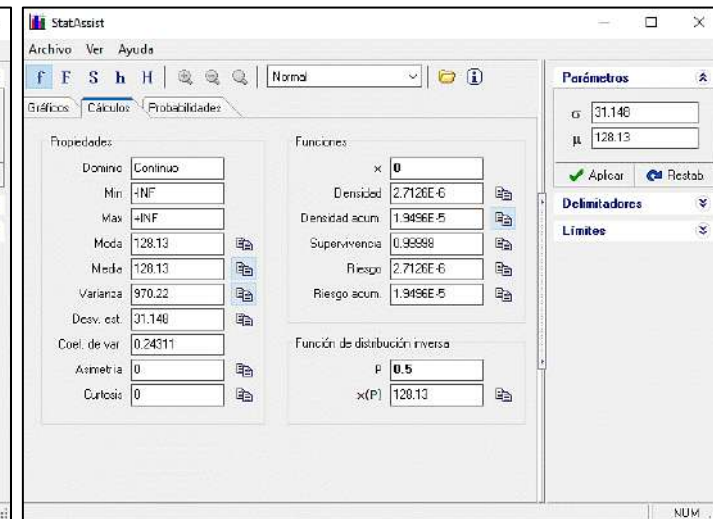 StatAssist
Archivo Ver Ayuda
f F S h H Normal
Gráficos Cálculos Probabilidades
Propiedades
Dominio Continuo
Min -INF
Max +INF
Moda 128.13
Media 128.13
Varianza 970.22
Desv. est. 31.148
Coef. de var. 0.24311
Asimetría 0
Curtosis 0
Funciones
x 0
Densidad 2.7126E-6
Densidad acum. 1.9496E-5
Supervivencia 0.99998
Riesgo 2.7126E-6
Riesgo acum. 1.9496E-5
Función de distribución inversa
P 0.5
x(P) 128.13
Parámetros
σ 31.148
μ 128.13
Aplicar Restab.
Delimitadores
Límites
NUM